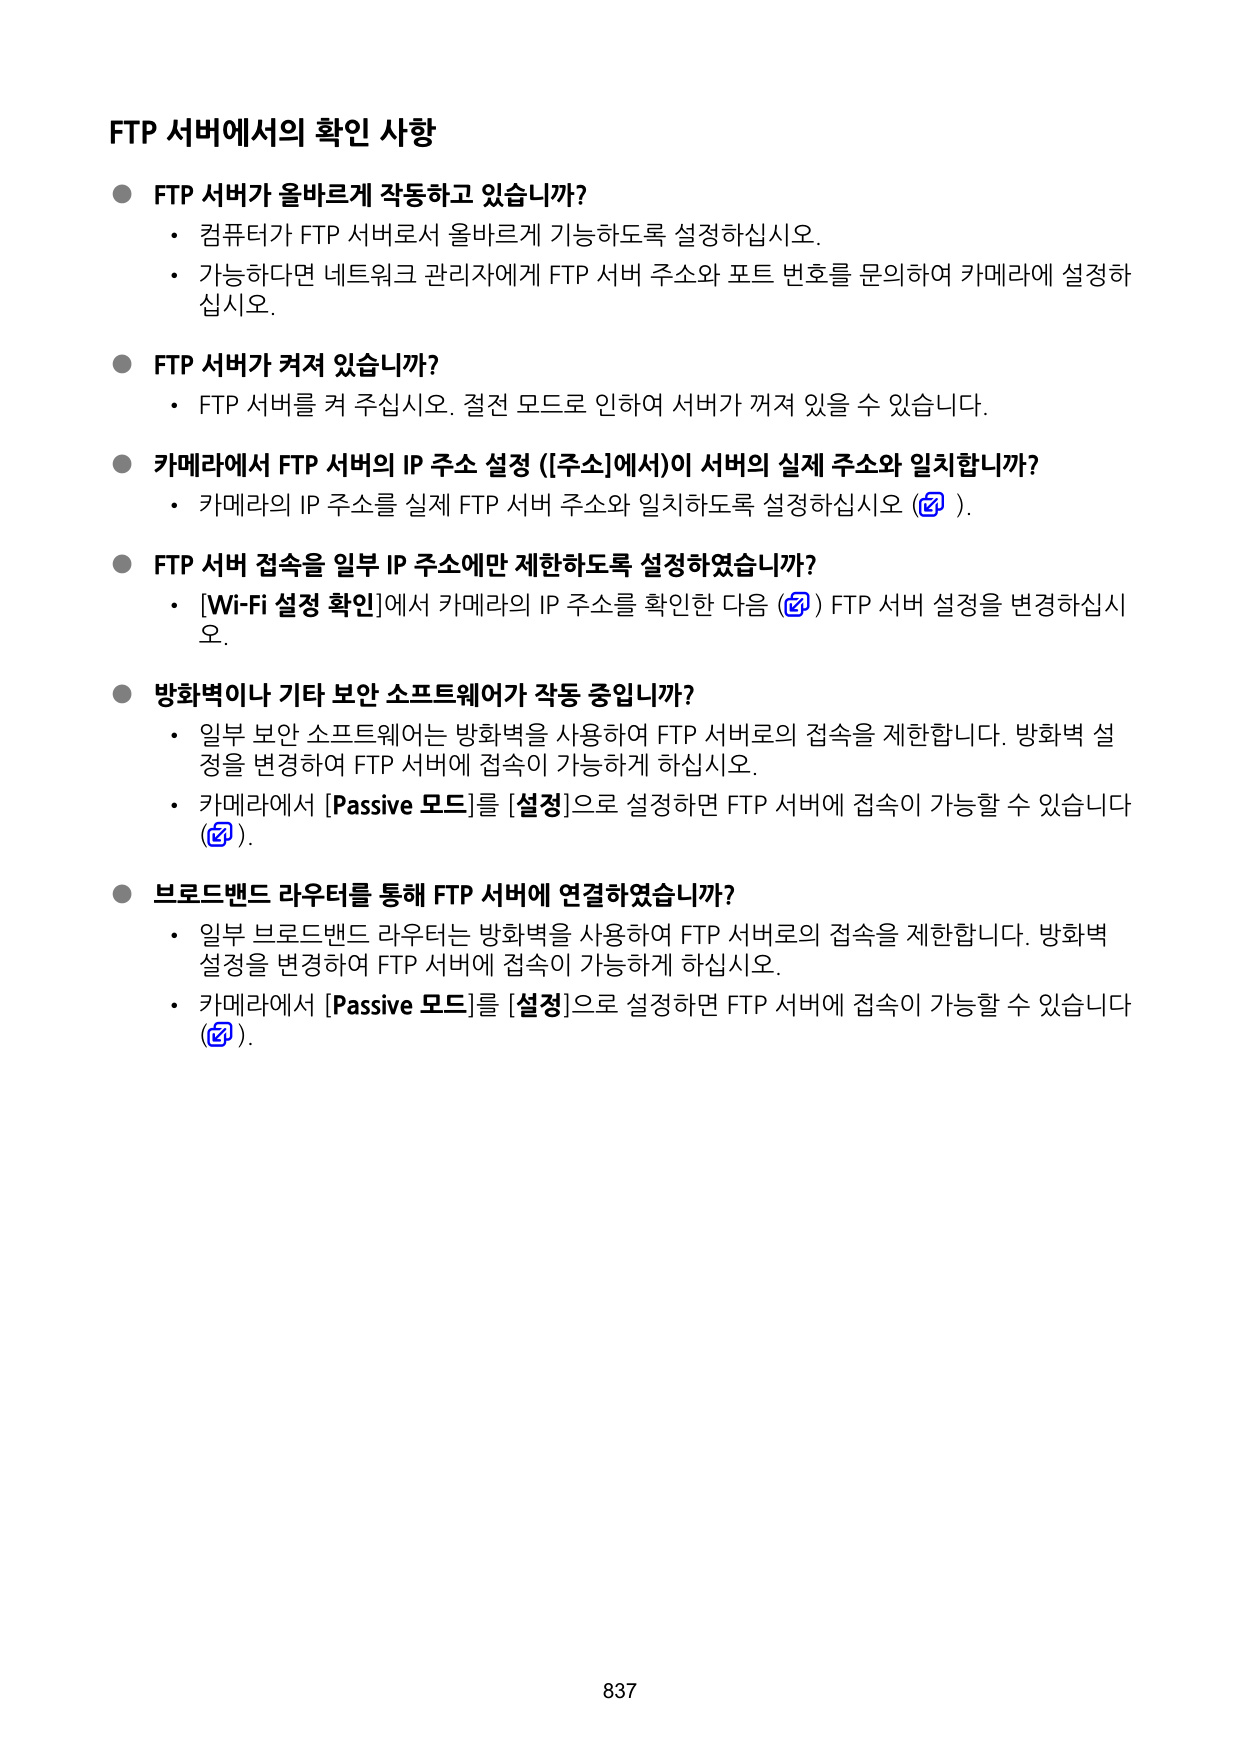 FTP 서버에서의 확인 사항
● FTP 서버가 올바르게 작동하고 있습니까?
• 컴퓨터가 FTP 서버로서 올바르게 기능하도록 설정하십시오.
• 가능하다면 네트워크 관리자에게 FTP 서버 주소와 포트 번호를 문의하여 카메라에 설정하
십시오.
● FTP 서버가 켜져 있습니까?
• FTP 서버를 켜 주십시오. 절전 모드로 인하여 서버가 꺼져 있을 수 있습니다.
● 카메라에서 FTP 서버의 IP 주소 설정 ([주소]에서)이 서버의 실제 주소와 일치합니까?
• 카메라의 IP 주소를 실제 FTP 서버 주소와 일치하도록 설정하십시오 ( ).
● FTP 서버 접속을 일부 IP 주소에만 제한하도록 설정하였습니까?
• [Wi-Fi 설정 확인]에서 카메라의 IP 주소를 확인한 다음 ( ) FTP 서버 설정을 변경하십시
오.
● 방화벽이나 기타 보안 소프트웨어가 작동 중입니까?
• 일부 보안 소프트웨어는 방화벽을 사용하여 FTP 서버로의 접속을 제한합니다. 방화벽 설
정을 변경하여 FTP 서버에 접속이 가능하게 하십시오.
• 카메라에서 [Passive 모드]를 [설정]으로 설정하면 FTP 서버에 접속이 가능할 수 있습니다
( ).
● 브로드밴드 라우터를 통해 FTP 서버에 연결하였습니까?
• 일부 브로드밴드 라우터는 방화벽을 사용하여 FTP 서버로의 접속을 제한합니다. 방화벽
설정을 변경하여 FTP 서버에 접속이 가능하게 하십시오.
• 카메라에서 [Passive 모드]를 [설정]으로 설정하면 FTP 서버에 접속이 가능할 수 있습니다
( ).
837